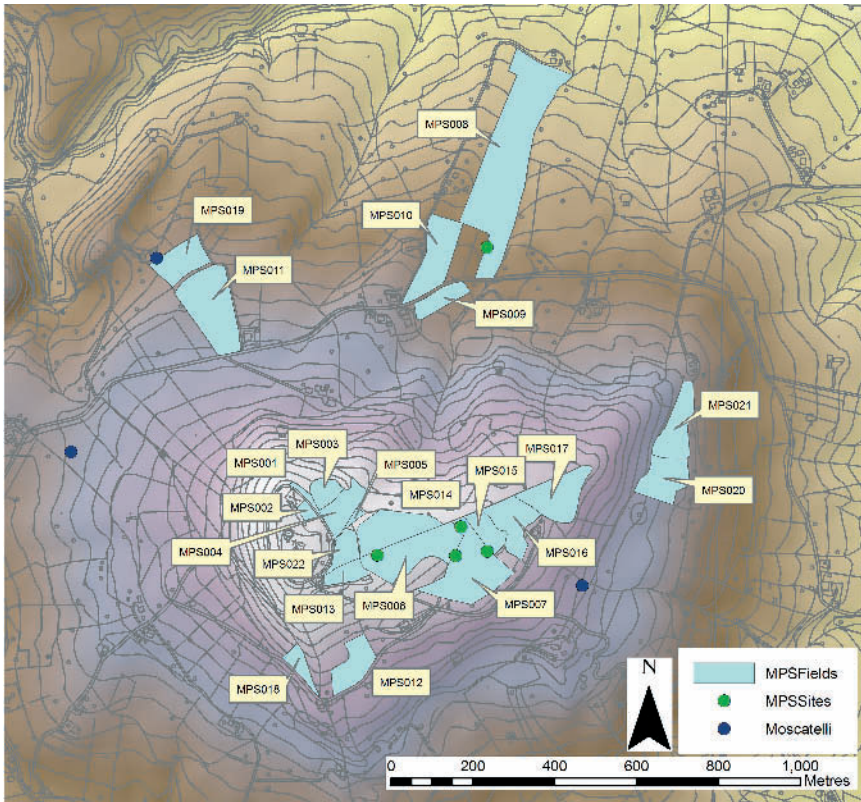 MPS008
MPS019
MPS010
MPS011
MPS009
MPS021
MPS003
MPS005
MPS017
MPS001
MPS015
MPS014
MPS020
MPS002
MPS004
MPS016
MPS022
MPS013
MPS006
MPS007
MPS018
MPS012
N
MPSFields
MPSSites
Moscatelli
0 200 400 600 800 1,000
Metres